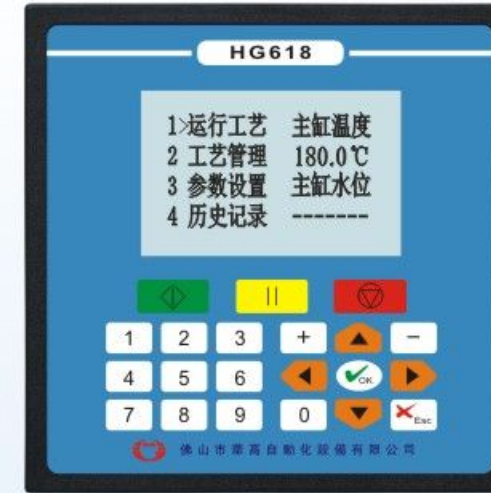 HG618
1>运行工艺 主缸温度
2 工艺管理 180.0℃
3 参数设置 主缸水位
4 历史记录 -------
1 2 3 + −
4 5 6 OK
7 8 9 0 Esc
佛山市華高自動化設備有限公司